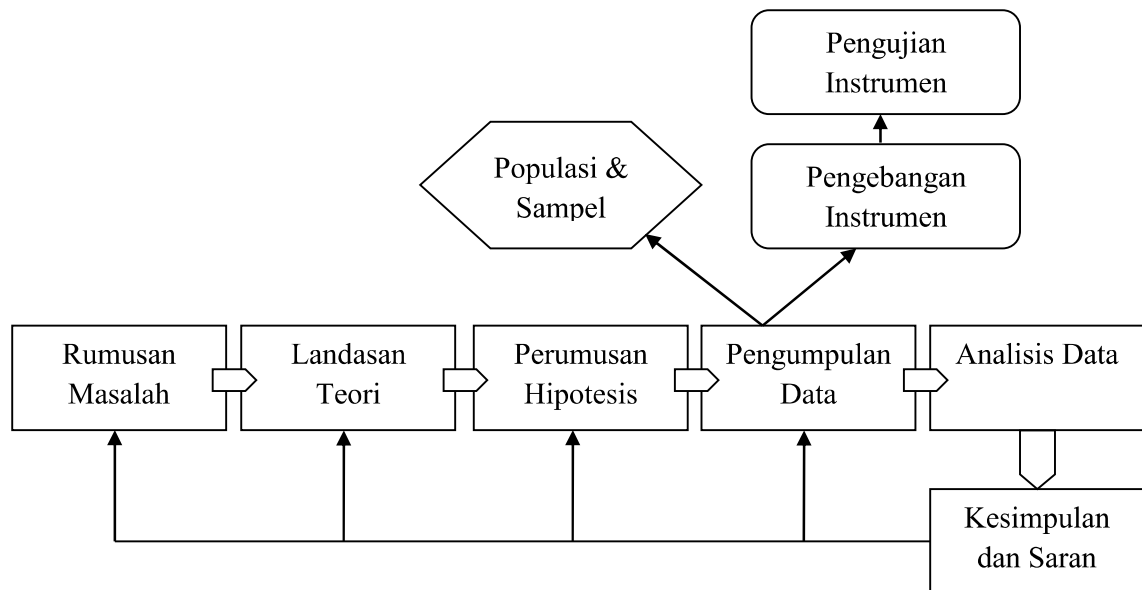 Pengujian
Instrumen
Populasi &
Sampel
Pengebangan
Instrumen
Rumusan
Masalah
Landasan
Teori
Perumusan
Hipotesis
Pengumpulan
Data
Analisis Data
Kesimpulan
dan Saran